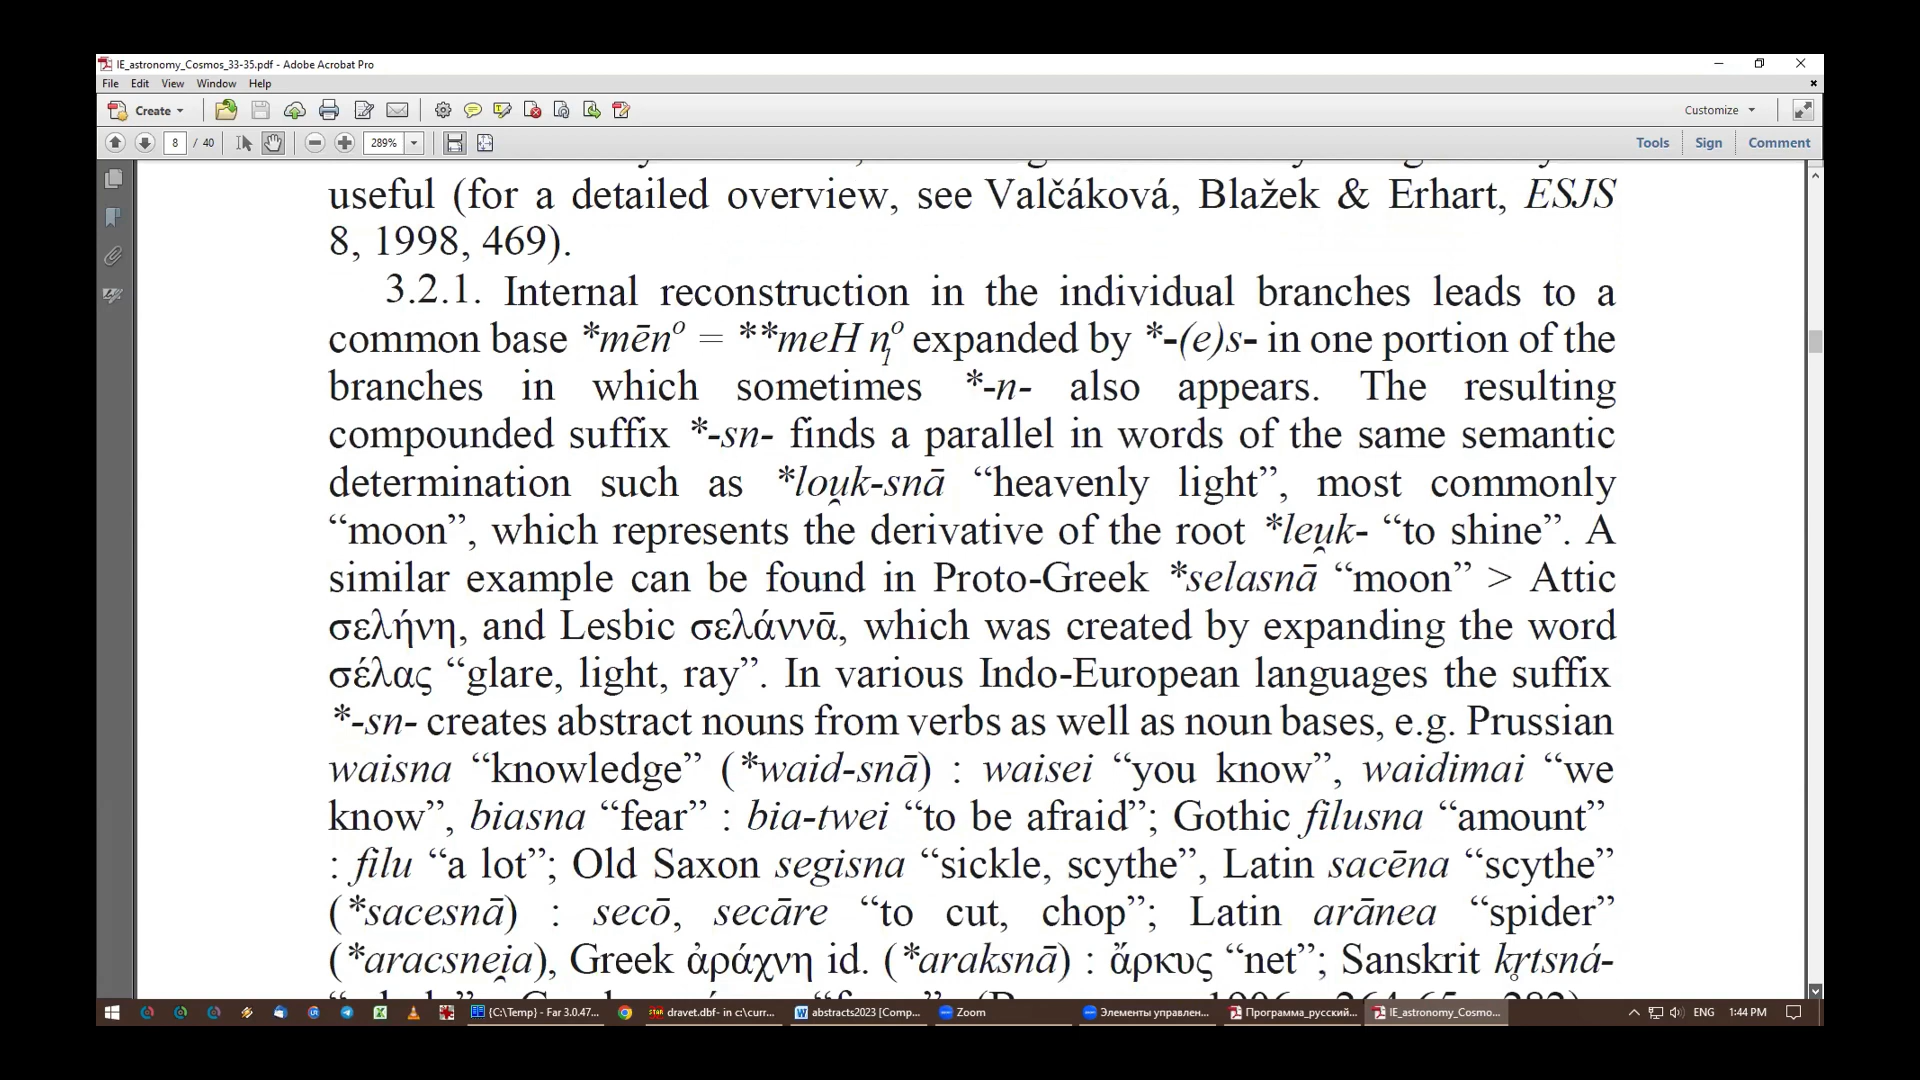 IE_astronomy_Cosmos_33-35.pdf - Adobe Acrobat Pro
File Edit View Window Help
Create Customize
8 / 40 289% Tools Sign Comment
useful (for a detailed overview, see Valčáková, Blažek & Erhart, ESJS
8, 1998, 469).
3.2.1. Internal reconstruction in the individual branches leads to a
common base *mēnº = **meH₁nº expanded by *-(e)s- in one portion of the
branches in which sometimes *-n- also appears. The resulting
compounded suffix *-sn- finds a parallel in words of the same semantic
determination such as *lou̯k-snā “heavenly light”, most commonly
“moon”, which represents the derivative of the root *leu̯k- “to shine”. A
similar example can be found in Proto-Greek *selasnā “moon” > Attic
σελήνη, and Lesbic σελάννᾱ, which was created by expanding the word
σέλας “glare, light, ray”. In various Indo-European languages the suffix
*-sn- creates abstract nouns from verbs as well as noun bases, e.g. Prussian
waisna “knowledge” (*waid-snā) : waisei “you know”, waidimai “we
know”, biasna “fear” : bia-twei “to be afraid”; Gothic filusna “amount”
: filu “a lot”; Old Saxon segisna “sickle, scythe”, Latin sacēna “scythe”
(*sacesnā) : secō, secāre “to cut, chop”; Latin arānea “spider”
(*aracsnei̯a), Greek ἀράχνη id. (*araksnā) : ἄρκυς “net”; Sanskrit kr̥tsná-
{C:\Temp} - Far 3.0.47... dravet.dbf- in c:\curr... abstracts2023 [Comp... Zoom Элементы управлен... Программа_русский... IE_astronomy_Cosmo... ENG 1:44 PM